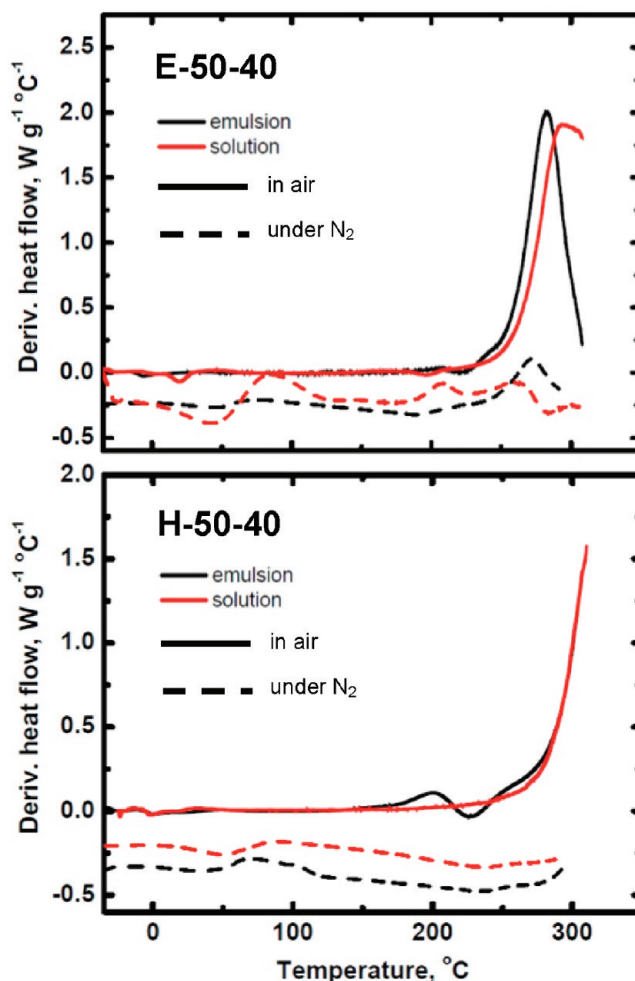 2.5
2.0
1.5
1.0
0.5
0.0
-0.5
Deriv. heat flow, W g⁻¹ °C⁻¹
E-50-40
emulsion
solution
in air
under N₂
2.0
1.5
1.0
0.5
0.0
-0.5
Deriv. heat flow, W g⁻¹ °C⁻¹
H-50-40
emulsion
solution
in air
under N₂
0 100 200 300
Temperature, °C